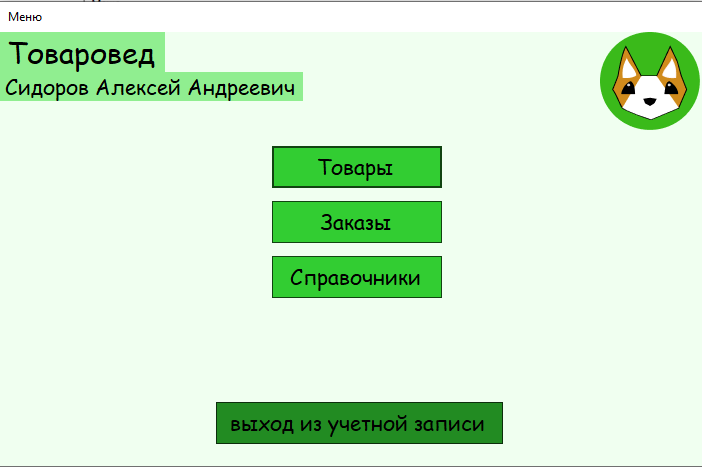 Меню
Товаровед
Сидоров Алексей Андреевич
Товары
Заказы
Справочники
выход из учетной записи